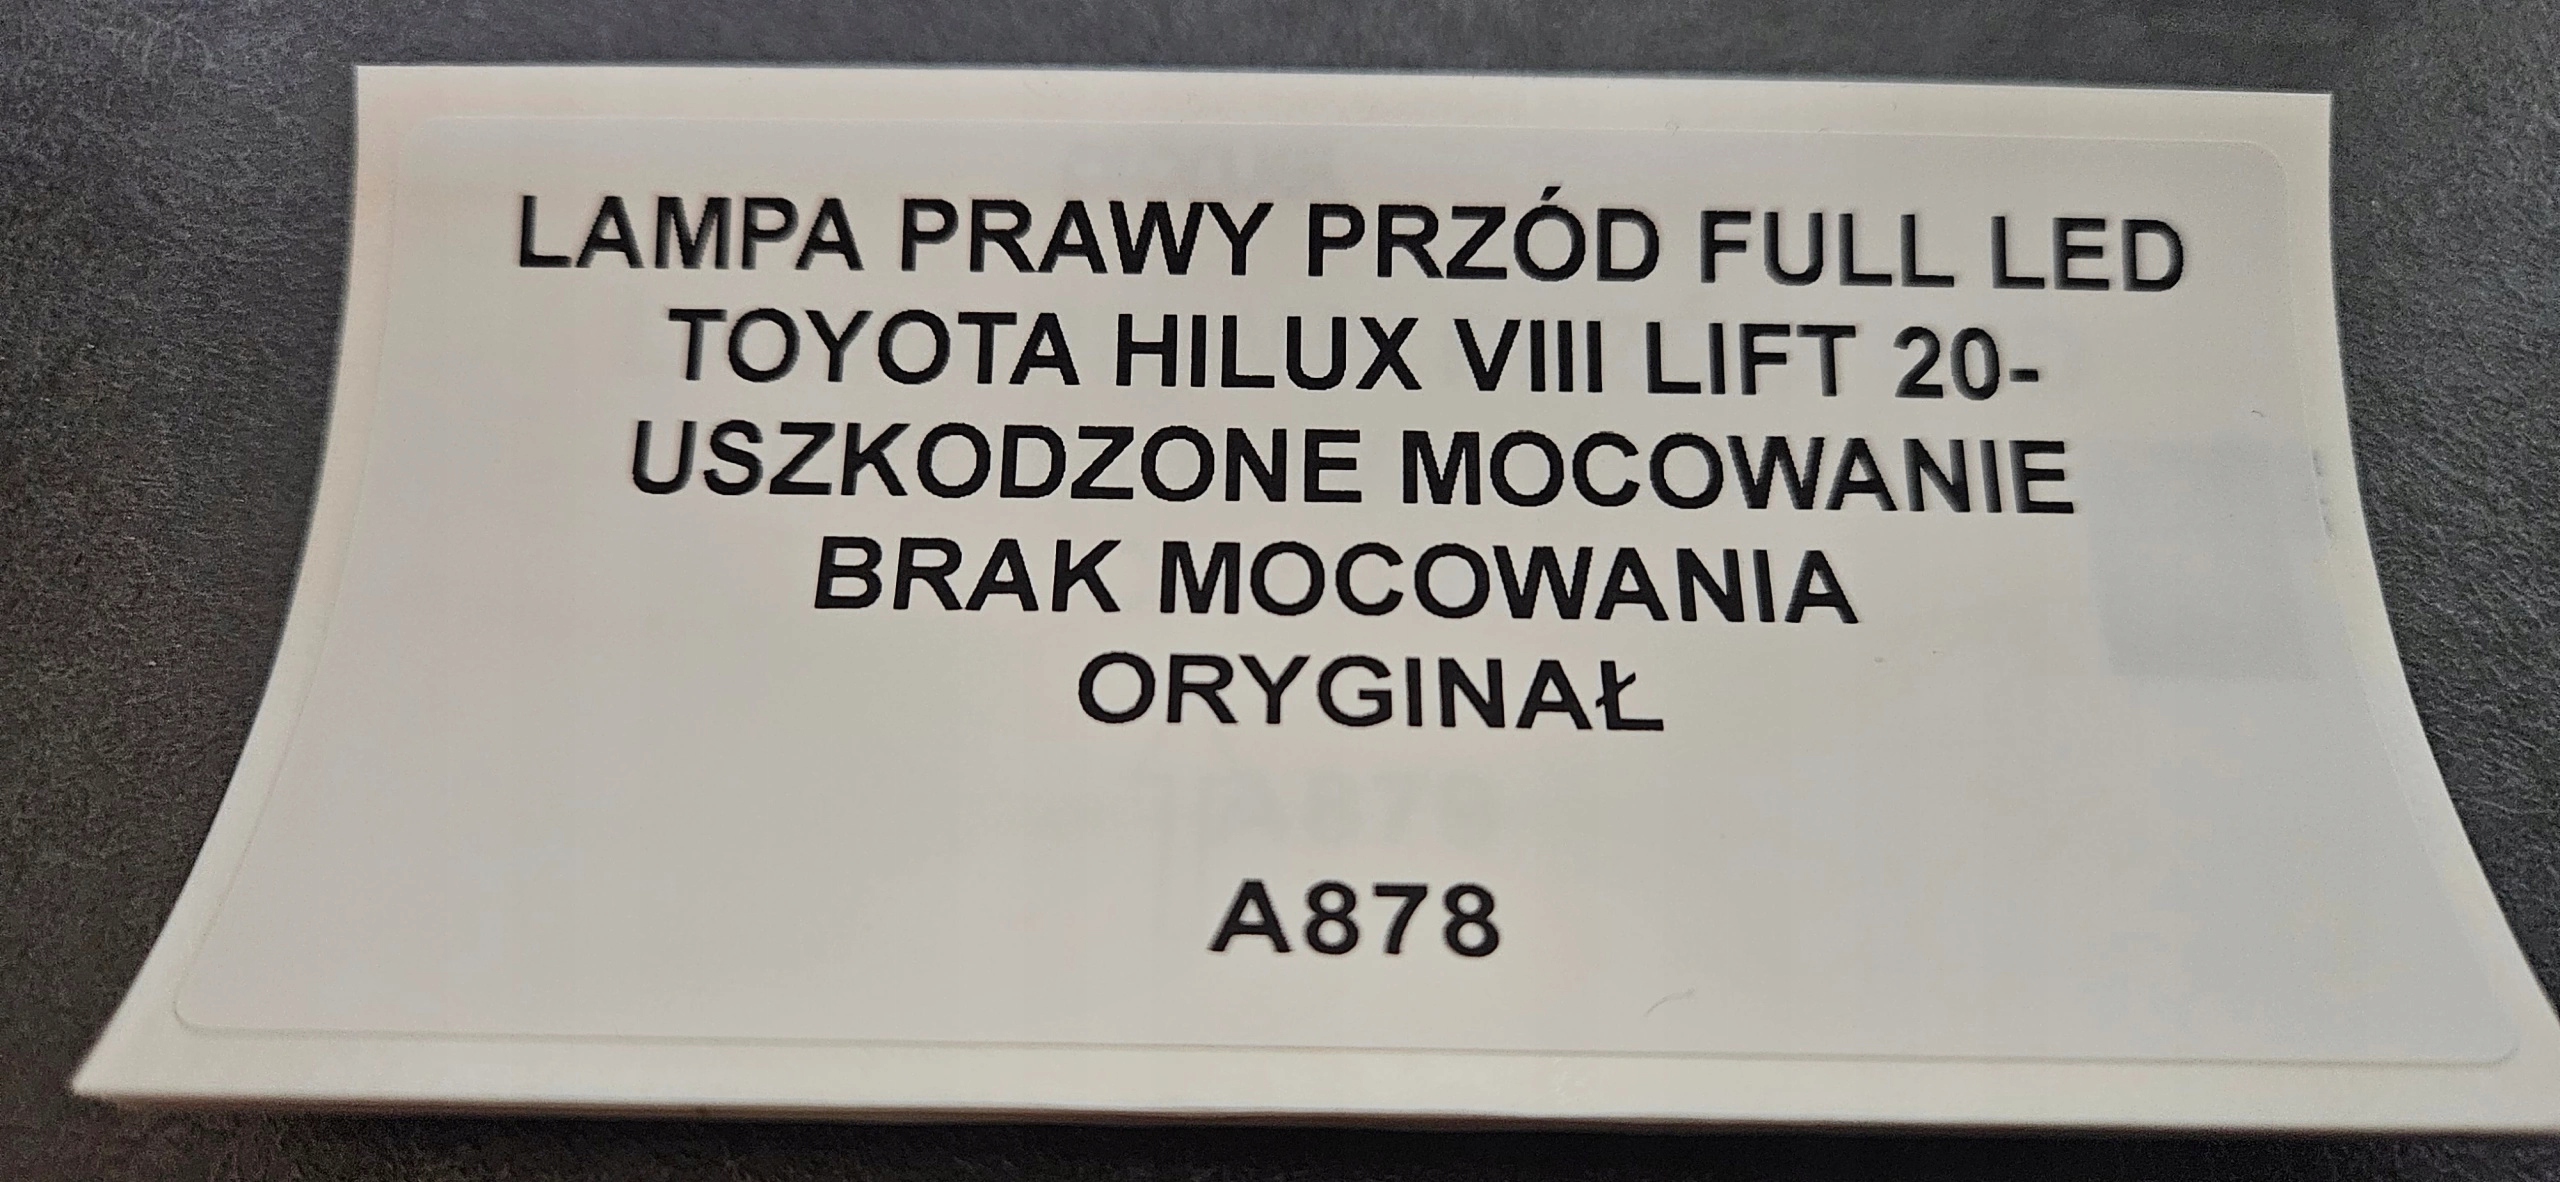 LAMPA PRAWY PRZÓD FULL LED
TOYOTA HILUX VIII LIFT 20-
USZKODZONE MOCOWANIE
BRAK MOCOWANIA
ORYGINAŁ
A878